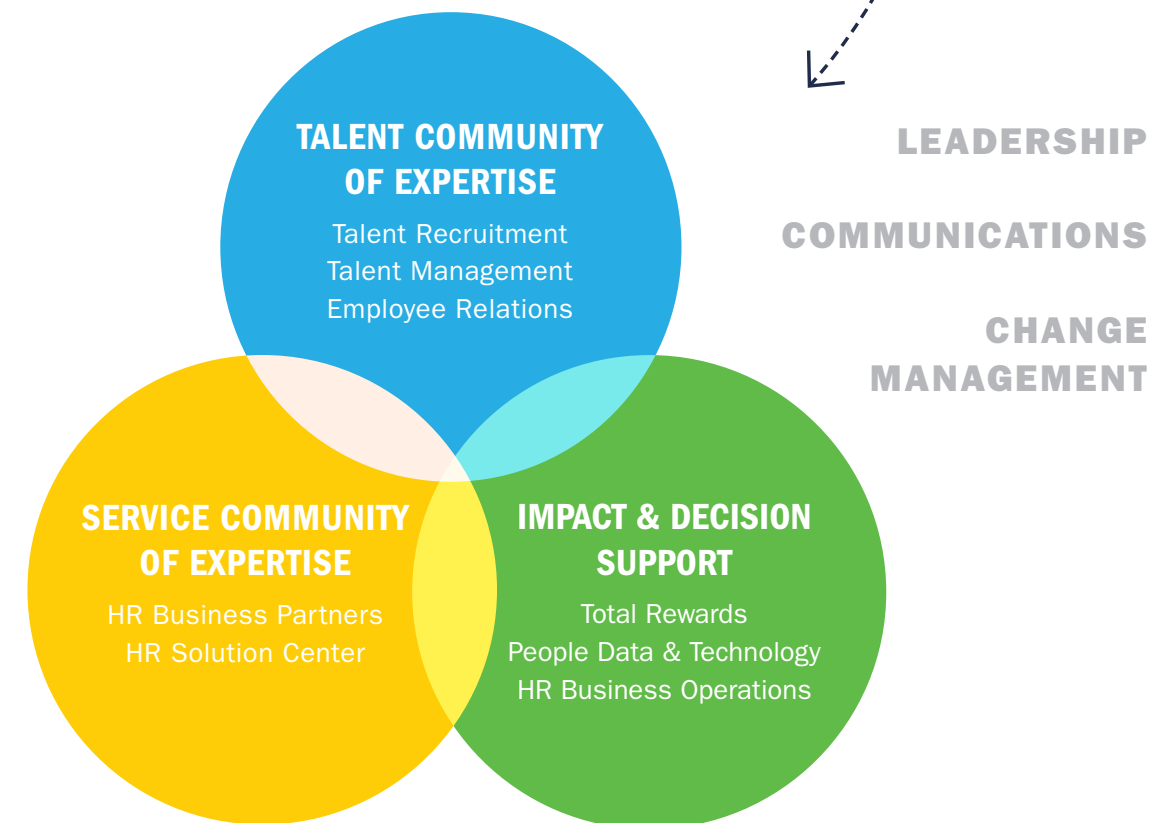 TALENT COMMUNITY
OF EXPERTISE
Talent Recruitment
Talent Management
Employee Relations
LEADERSHIP
COMMUNICATIONS
CHANGE
MANAGEMENT
SERVICE COMMUNITY
OF EXPERTISE
HR Business Partners
HR Solution Center
IMPACT & DECISION
SUPPORT
Total Rewards
People Data & Technology
HR Business Operations